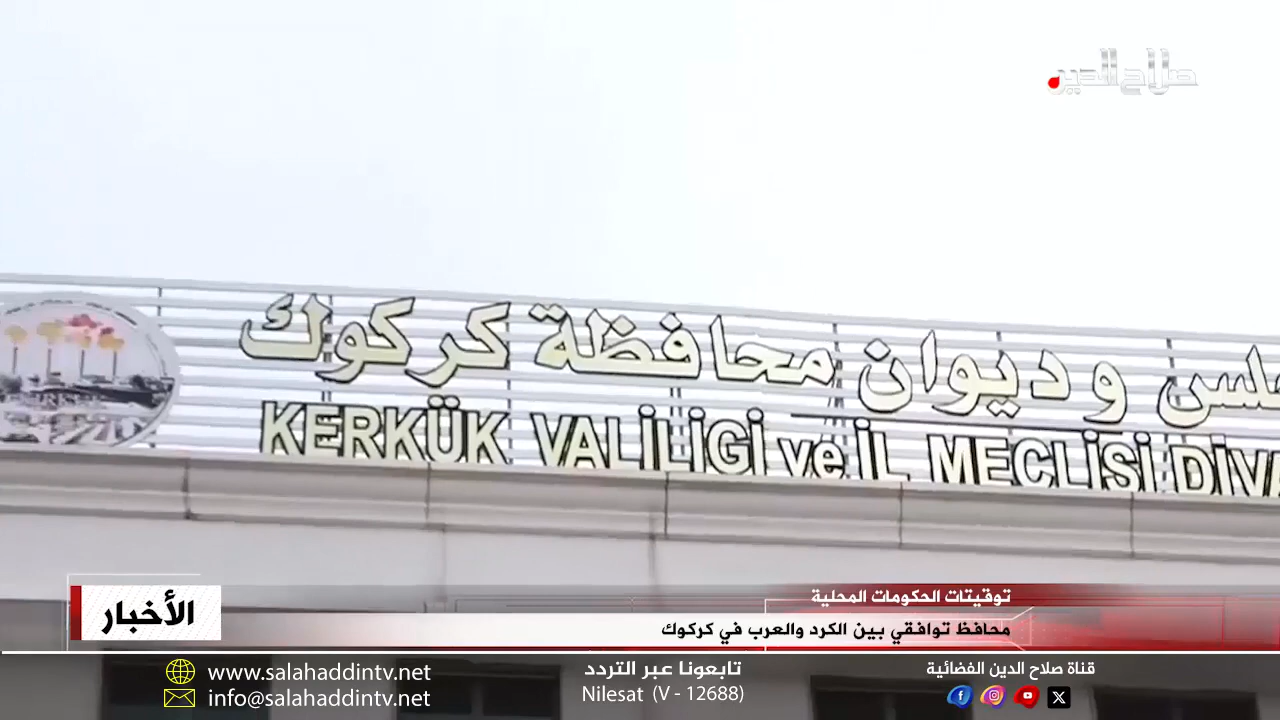 صلاح الدين
مجلس وديوان محافظة كركوك
KERKÜK VALİLİGİ ve İL MECLİSİ
توقيتات الحكومات المحلية
محافظ توافقي بين الكرد والعرب في كركوك
الأخبار
قناة صلاح الدين الفضائية
تابعونا عبر التردد
Nilesat (V - 12688)
www.salahaddintv.net
info@salahaddintv.net